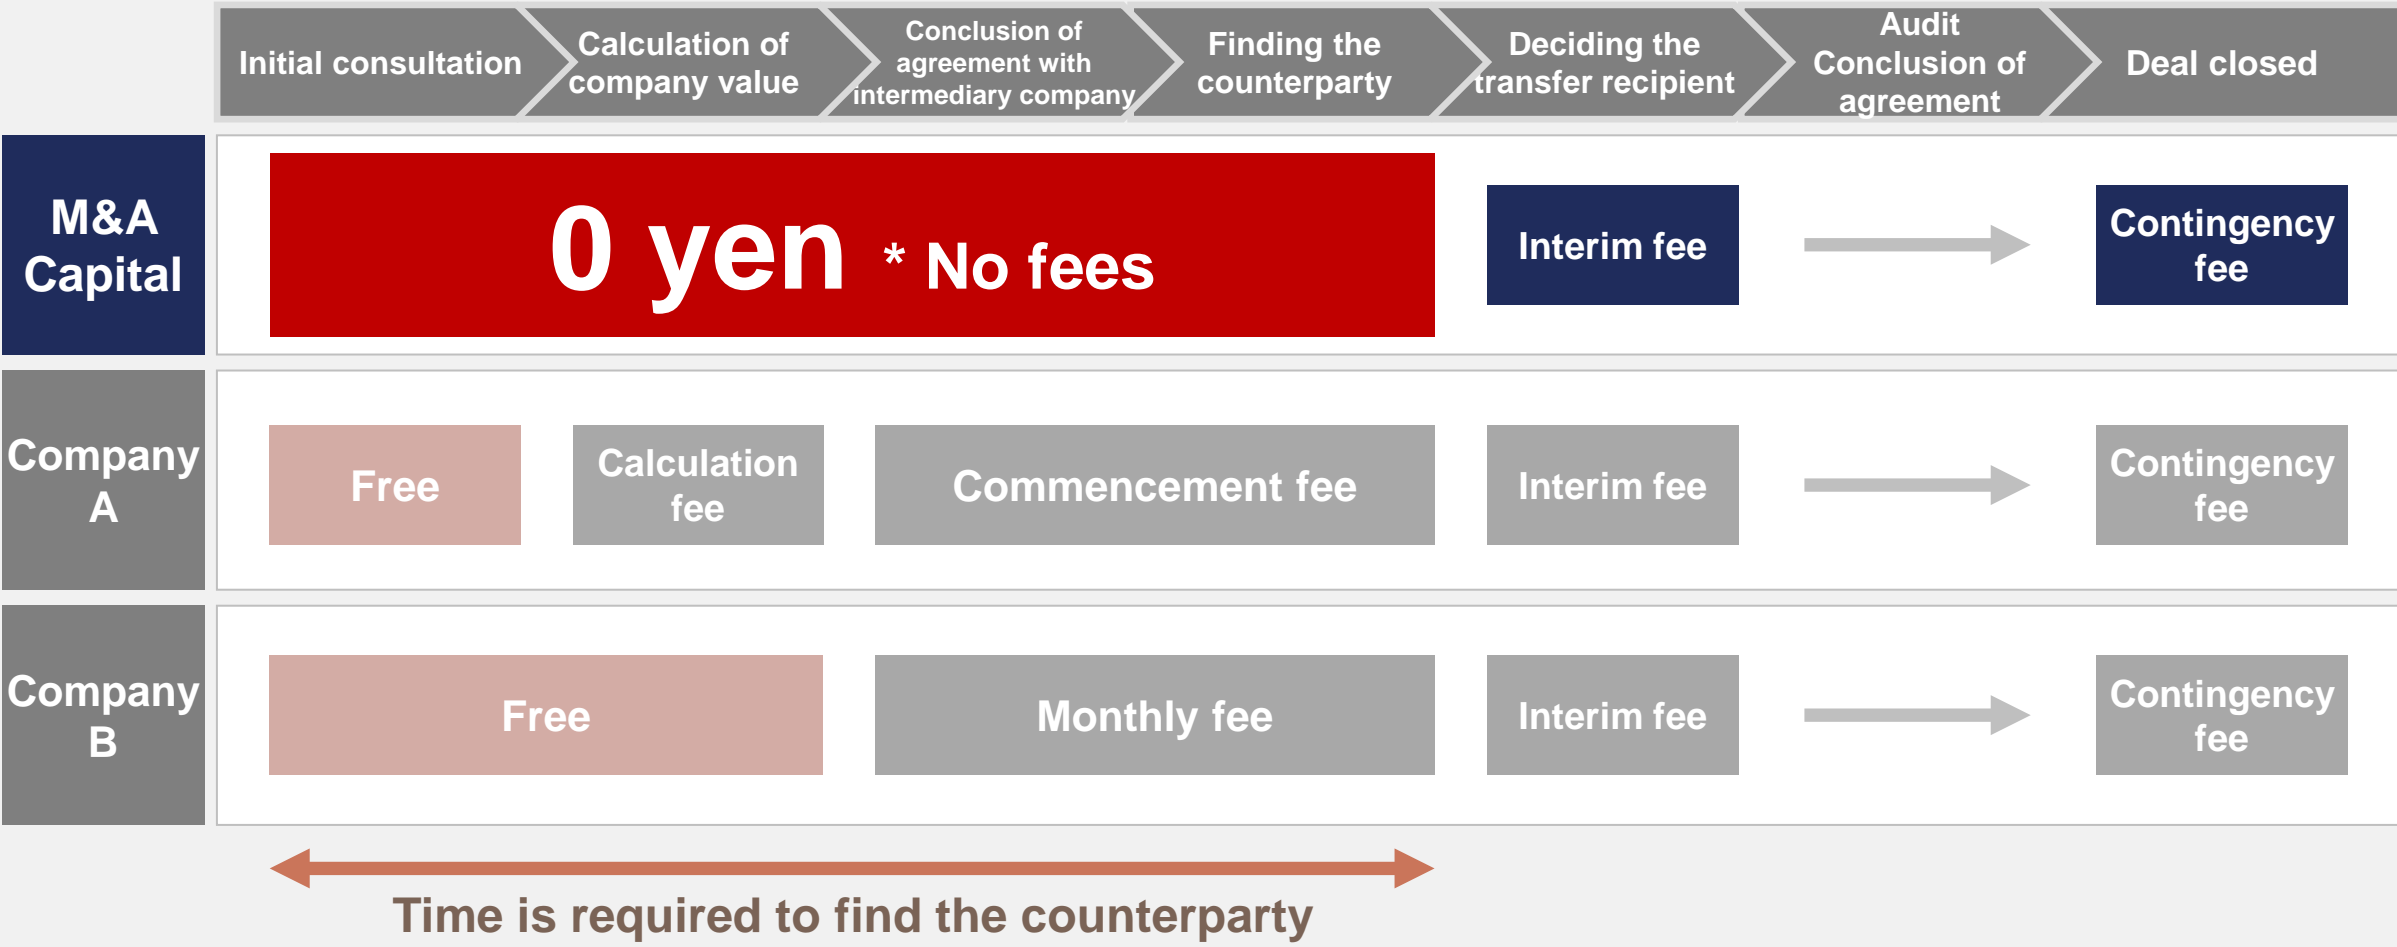 Initial consultation
Calculation of
company value
Conclusion of
agreement with
intermediary company
Finding the
counterparty
Deciding the
transfer recipient
Audit
Conclusion of
agreement
Deal closed
M&A
Capital
0 yen * No fees
Interim fee
Contingency
fee
Company
A
Free
Calculation
fee
Commencement fee
Interim fee
Contingency
fee
Company
B
Free
Monthly fee
Interim fee
Contingency
fee
Time is required to find the counterparty